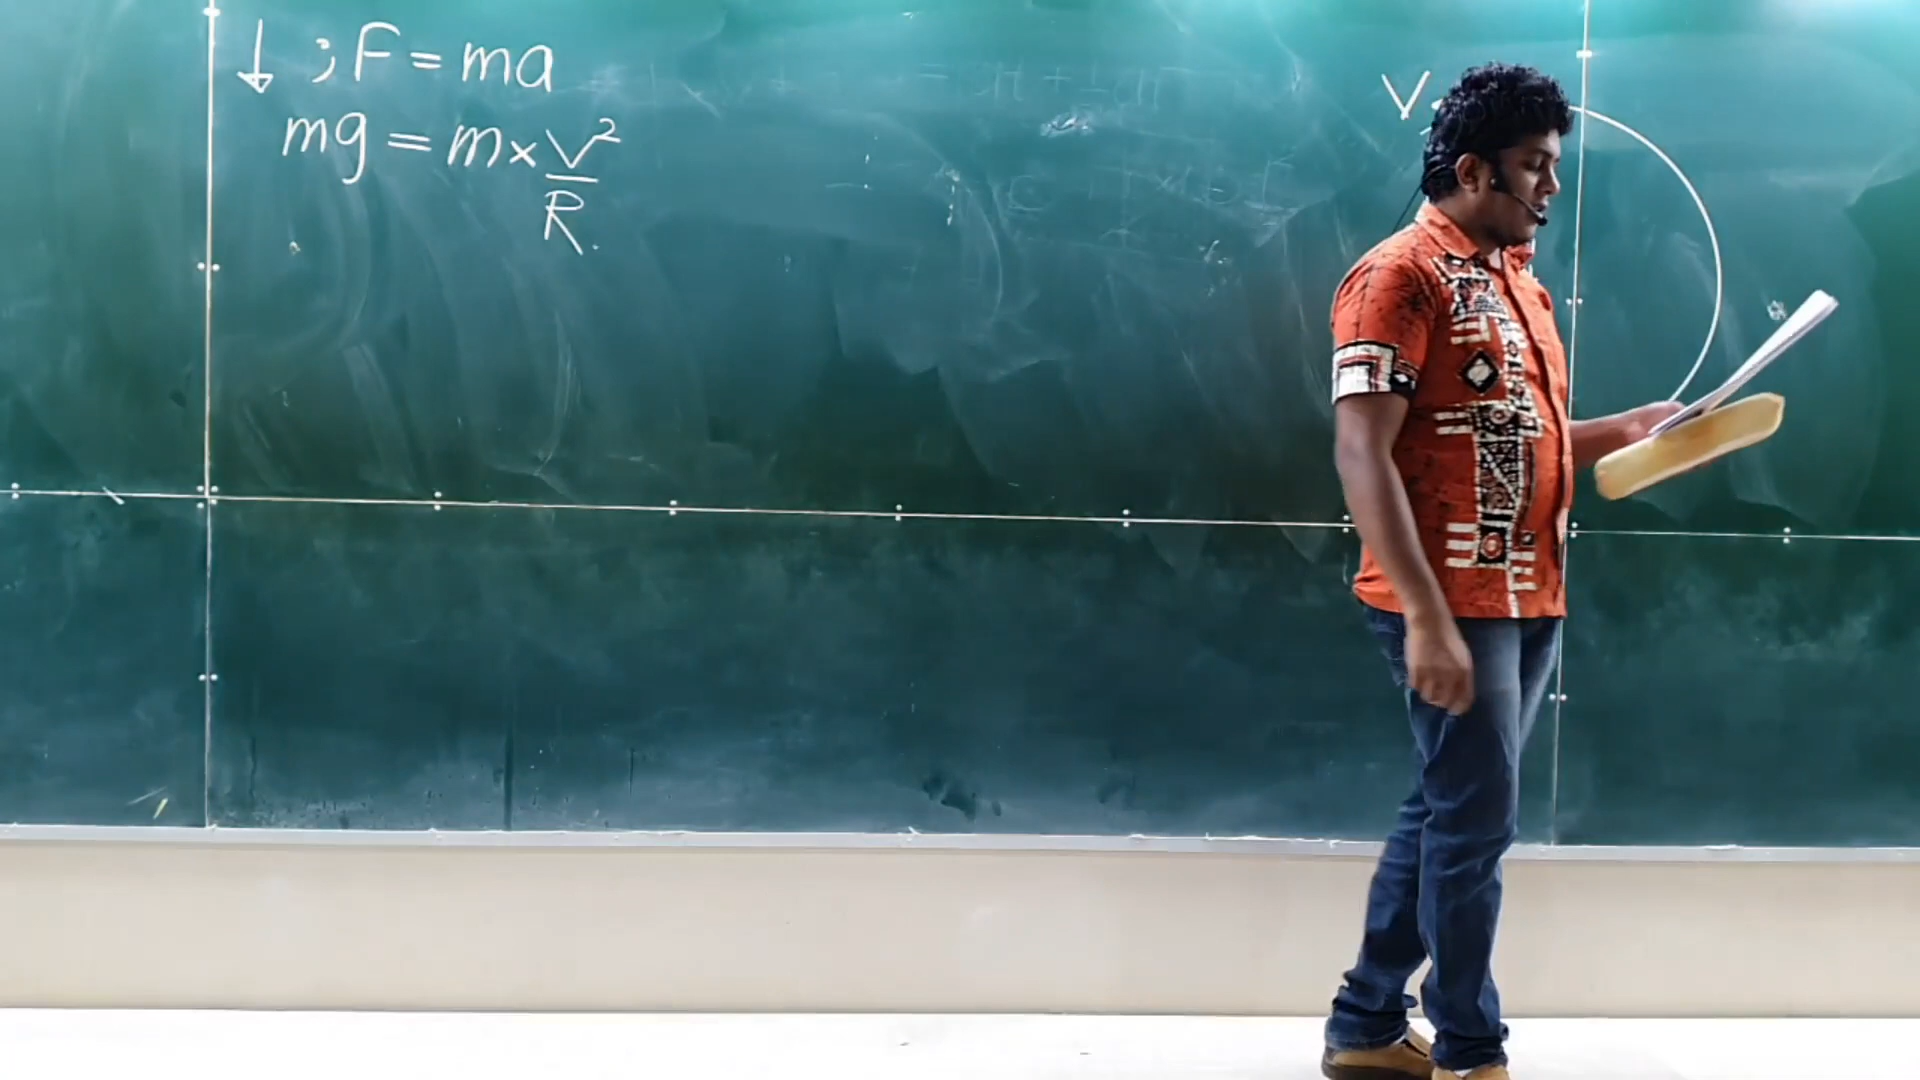 ↓ ; F = ma
mg = m × V²/R
V